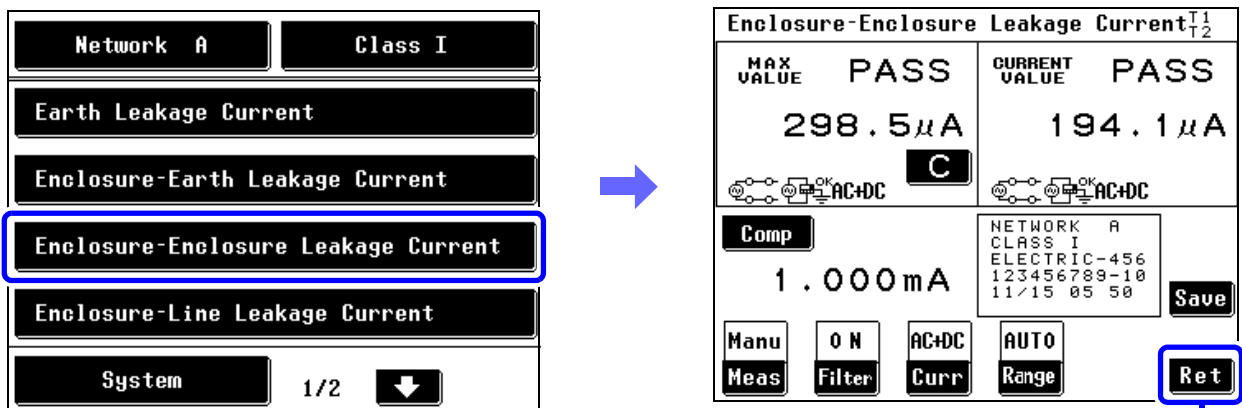 Network A Class I
Earth Leakage Current
Enclosure-Earth Leakage Current
Enclosure-Enclosure Leakage Current
Enclosure-Line Leakage Current
System 1/2
Enclosure-Enclosure Leakage Current T1 T2
MAX VALUE PASS
298.5μA
C
OK AC+DC
CURRENT VALUE PASS
194.1μA
OK AC+DC
Comp
1.000mA
NETWORK A
CLASS I
ELECTRIC-456
123456789-10
11/15 05 50
Save
Manu ON AC+DC AUTO
Meas Filter Curr Range Ret